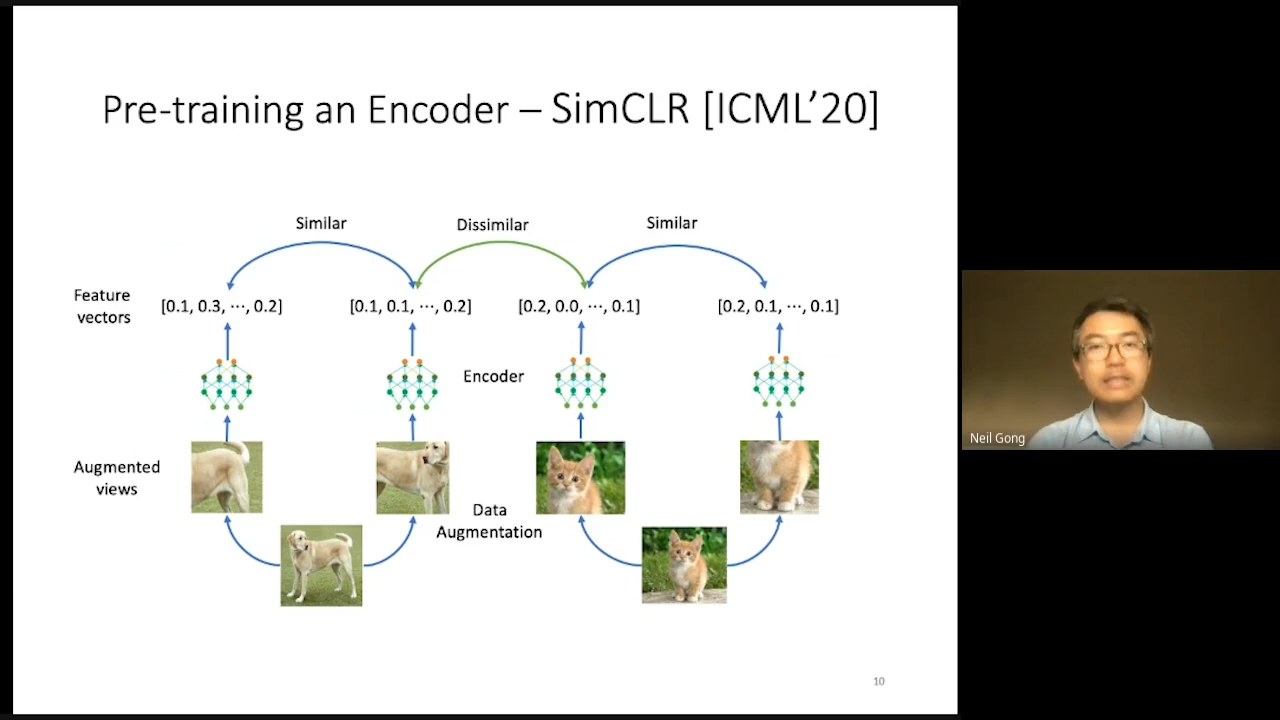 Pre-training an Encoder – SimCLR [ICML’20]
Similar
Dissimilar
Similar
Feature
vectors
[0.1, 0.3, ⋯, 0.2]
[0.1, 0.1, ⋯, 0.2]
[0.2, 0.0, ⋯, 0.1]
[0.2, 0.1, ⋯, 0.1]
Encoder
Augmented
views
Data
Augmentation
Neil Gong
10